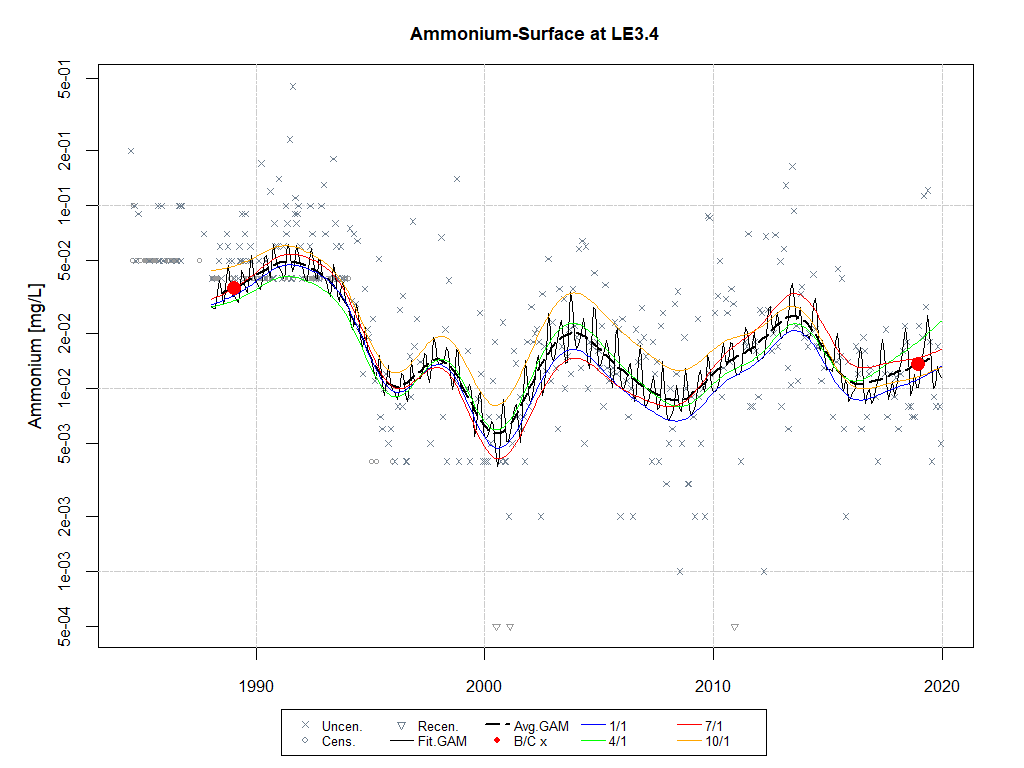 Ammonium-Surface at LE3.4
Ammonium [mg/L]
5e-01
2e-01
1e-01
5e-02
2e-02
1e-02
5e-03
2e-03
1e-03
5e-04
1990 2000 2010 2020
Uncen. Recen. Avg.GAM 1/1 7/1
Cens. Fit.GAM B/C x 4/1 10/1